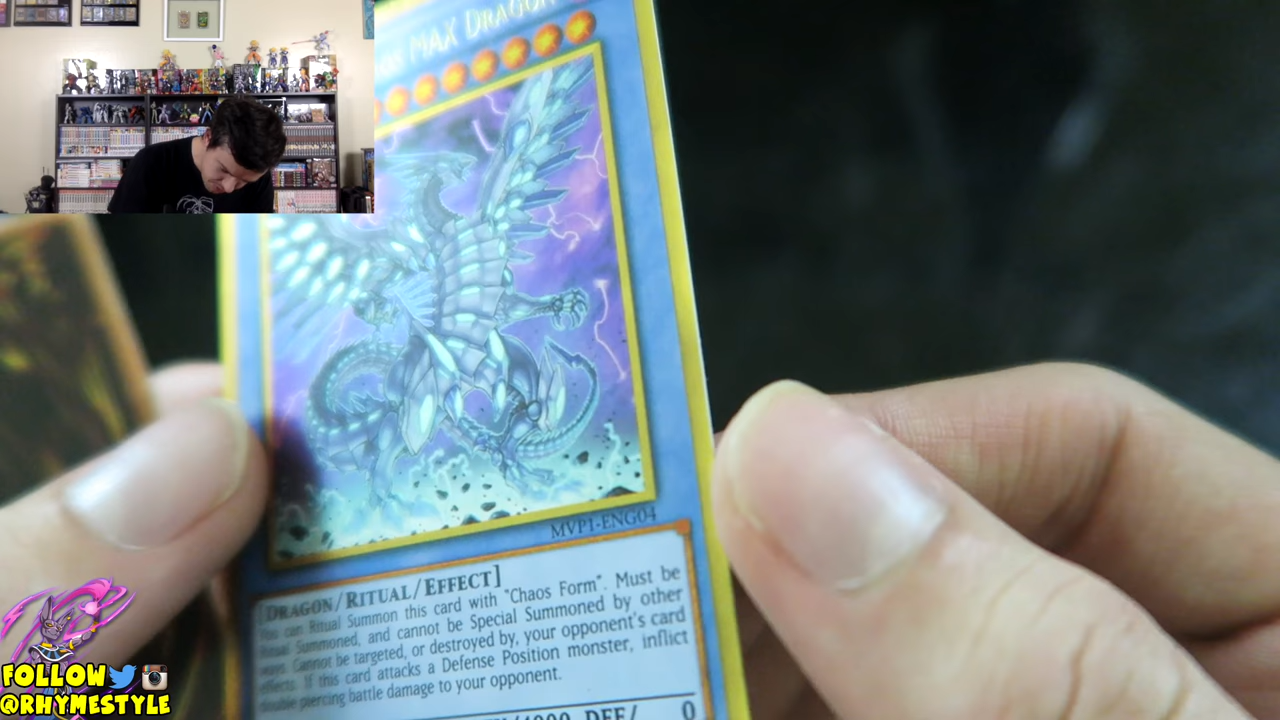 MAX DRAGON
MVP1-ENG04
[DRAGON/RITUAL/EFFECT]
You can Ritual Summon this card with "Chaos Form". Must be
Ritual Summoned, and cannot be Special Summoned by other
ways. Cannot be targeted, or destroyed by, your opponent's card
effects. If this card attacks a Defense Position monster, inflict
double piercing battle damage to your opponent.
/4000 DEF/ 0
FOLLOW
@RHYMESTYLE